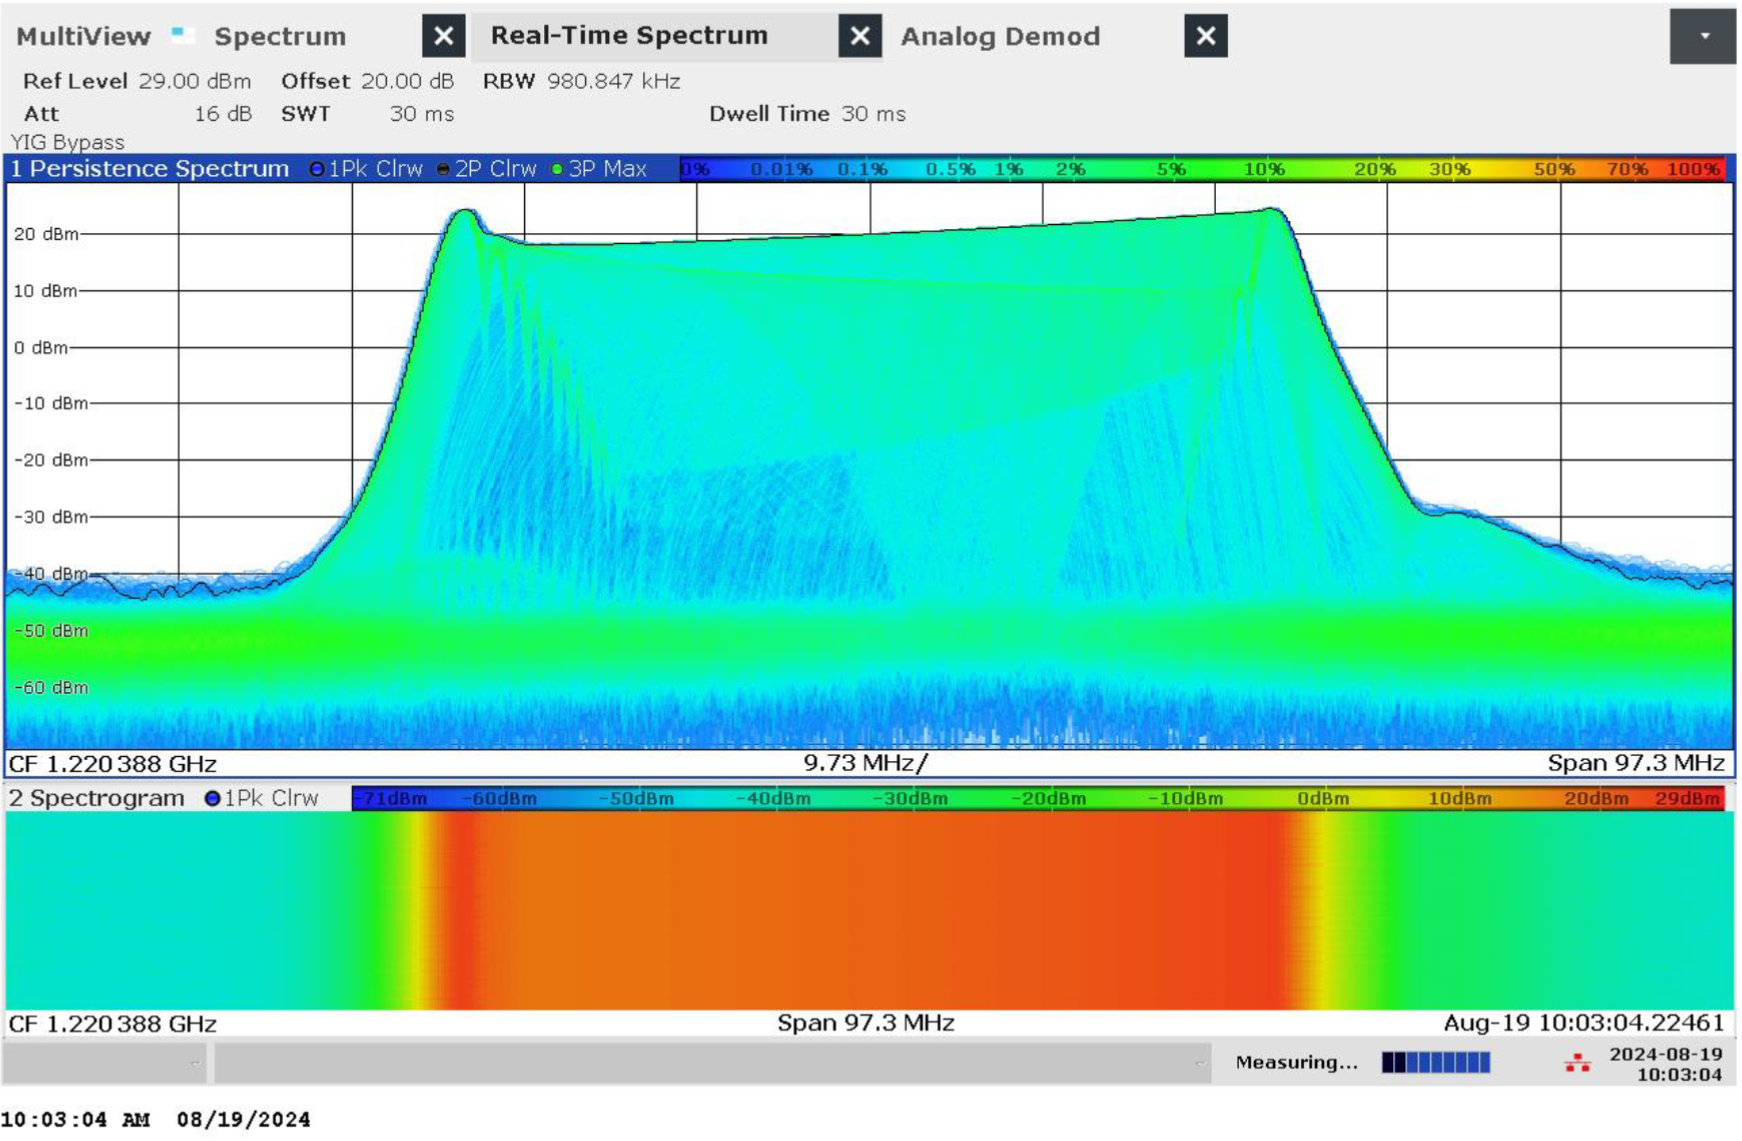 MultiView Spectrum Real-Time Spectrum Analog Demod
Ref Level 29.00 dBm Offset 20.00 dB RBW 980.847 kHz
Att 16 dB SWT 30 ms Dwell Time 30 ms
YIG Bypass
1 Persistence Spectrum 1Pk Clrw 2P Clrw 3P Max 0% 0.01% 0.1% 0.5% 1% 2% 5% 10% 20% 30% 50% 70% 100%
20 dBm
10 dBm
0 dBm
-10 dBm
-20 dBm
-30 dBm
-40 dBm
-50 dBm
-60 dBm
CF 1.220388 GHz 9.73 MHz/ Span 97.3 MHz
2 Spectrogram 1Pk Clrw -71dBm -60dBm -50dBm -40dBm -30dBm -20dBm -10dBm 0dBm 10dBm 20dBm 29dBm
CF 1.220388 GHz Span 97.3 MHz Aug-19 10:03:04.22461
Measuring... 2024-08-19
10:03:04
10:03:04 AM 08/19/2024